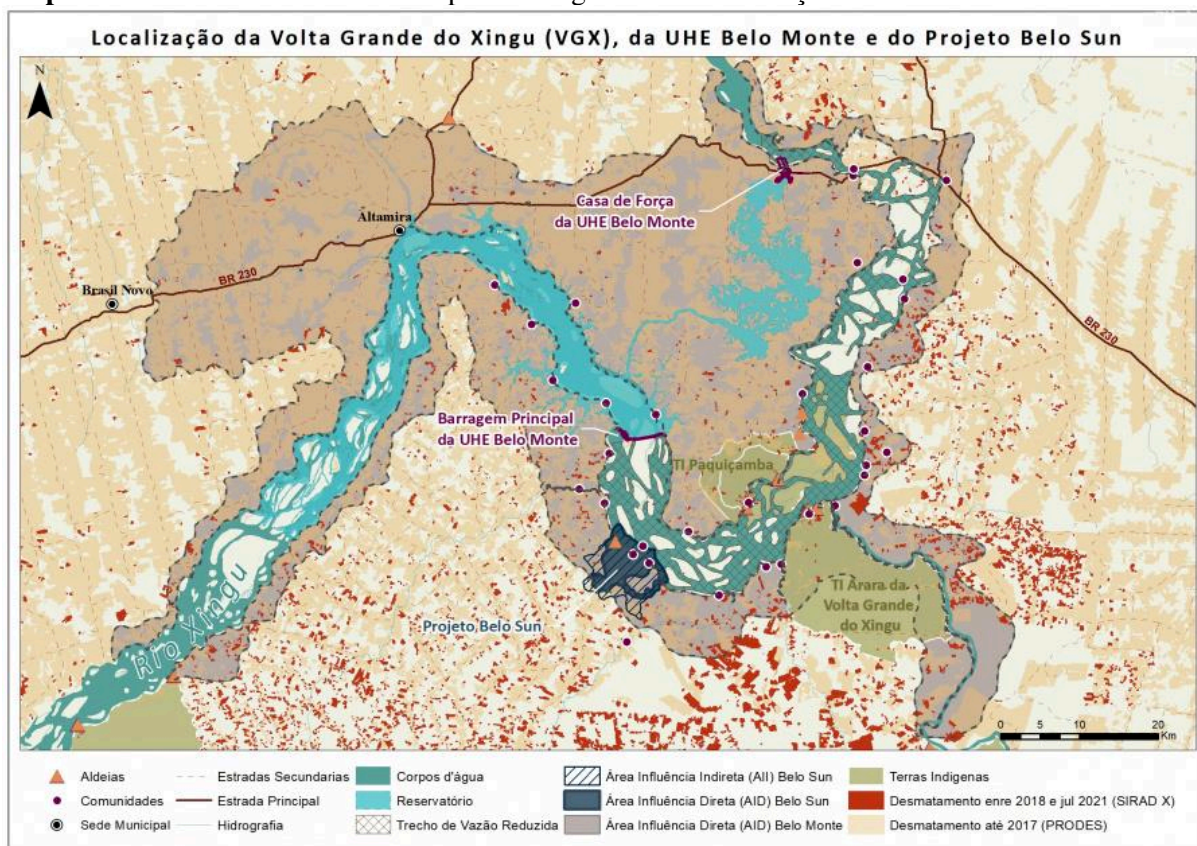 Localização da Volta Grande do Xingu (VGX), da UHE Belo Monte e do Projeto Belo Sun
N
Casa de Força
da UHE Belo Monte
Altamira
BR 230
Brasil Novo
BR 230
Barragem Principal
da UHE Belo Monte
TI Paquiçamba
TI Arara da
Volta Grande
do Xingu
Projeto Belo Sun
Rio Xingu
0 5 10 20
Km
Aldeias
Estradas Secundarias
Corpos d'água
Área Influência Indireta (AII) Belo Sun
Terras Indigenas
Comunidades
Estrada Principal
Reservatório
Área Influência Direta (AID) Belo Sun
Desmatamento enre 2018 e jul 2021 (SIRAD X)
Sede Municipal
Hidrografia
Trecho de Vazão Reduzida
Área Influência Direta (AID) Belo Monte
Desmatamento até 2017 (PRODES)